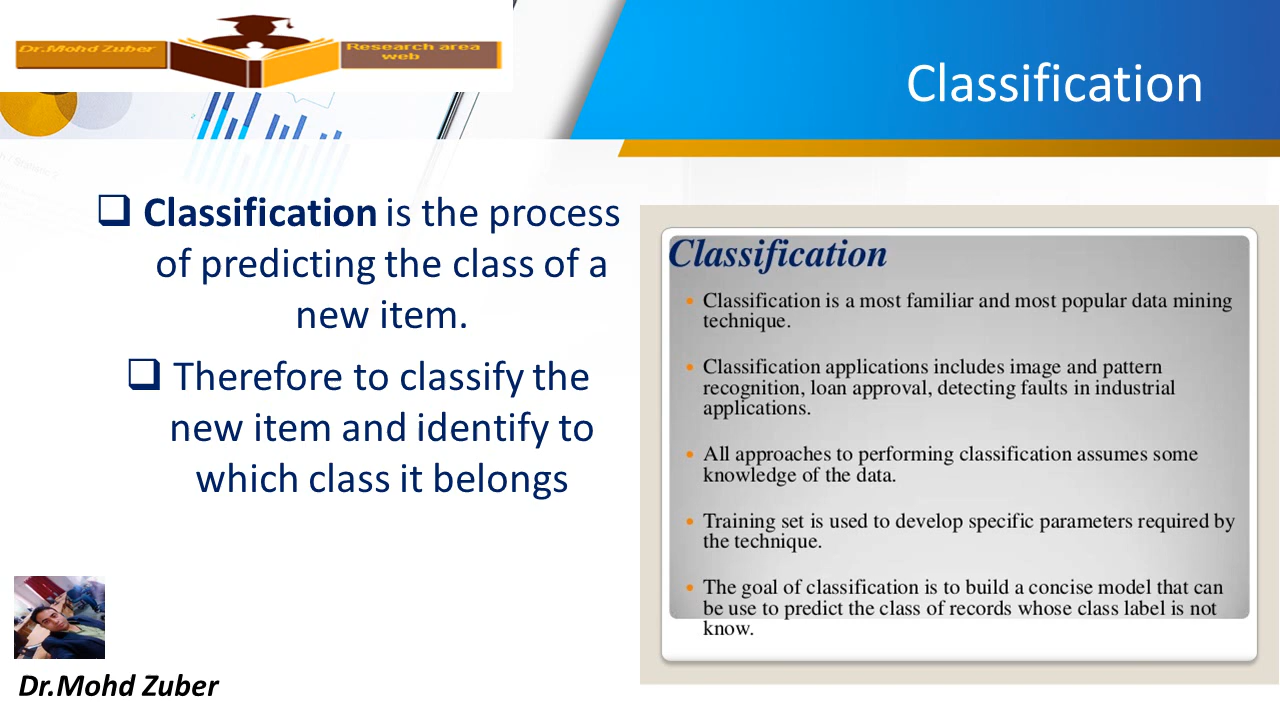 Dr.Mohd Zuber
Research area
web
Classification
❑ Classification is the process
of predicting the class of a
new item.
❑ Therefore to classify the
new item and identify to
which class it belongs
Classification
• Classification is a most familiar and most popular data mining
technique.
• Classification applications includes image and pattern
recognition, loan approval, detecting faults in industrial
applications.
• All approaches to performing classification assumes some
knowledge of the data.
• Training set is used to develop specific parameters required by
the technique.
• The goal of classification is to build a concise model that can
be use to predict the class of records whose class label is not
know.
Dr.Mohd Zuber